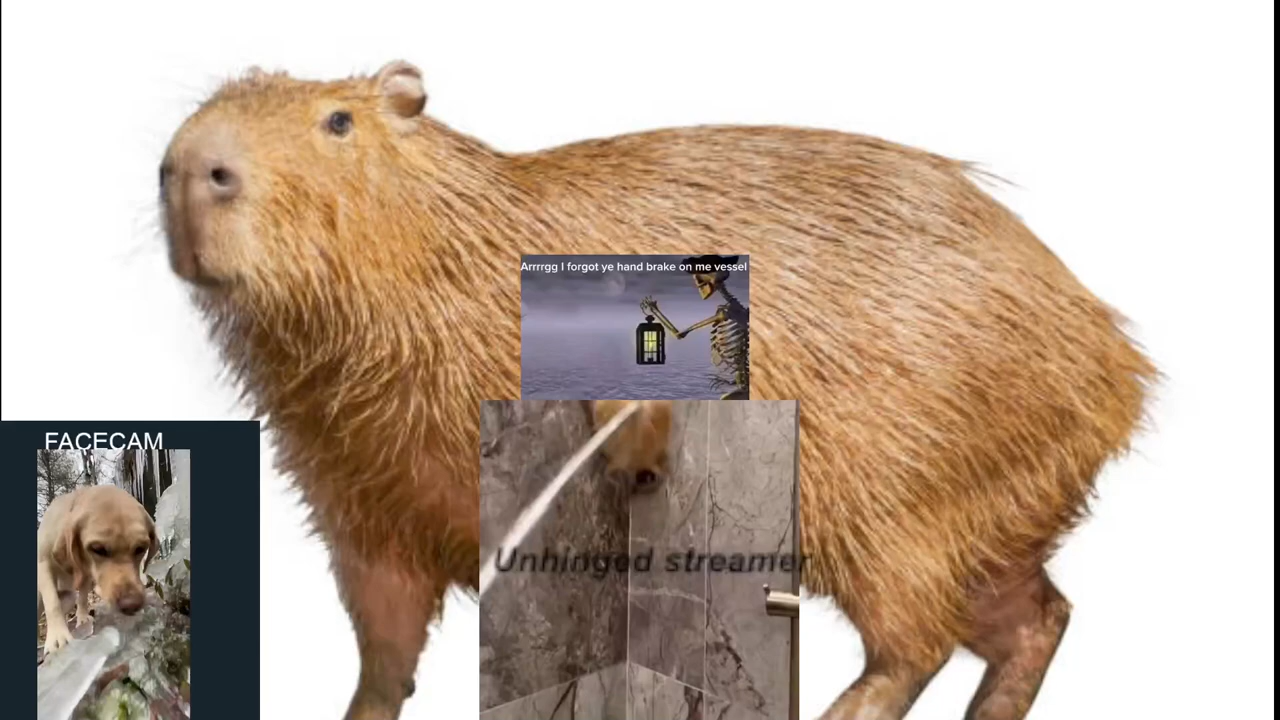 Arrrrgg I forgot ye hand brake on me vessel
FACECAM
Unhinged streamer